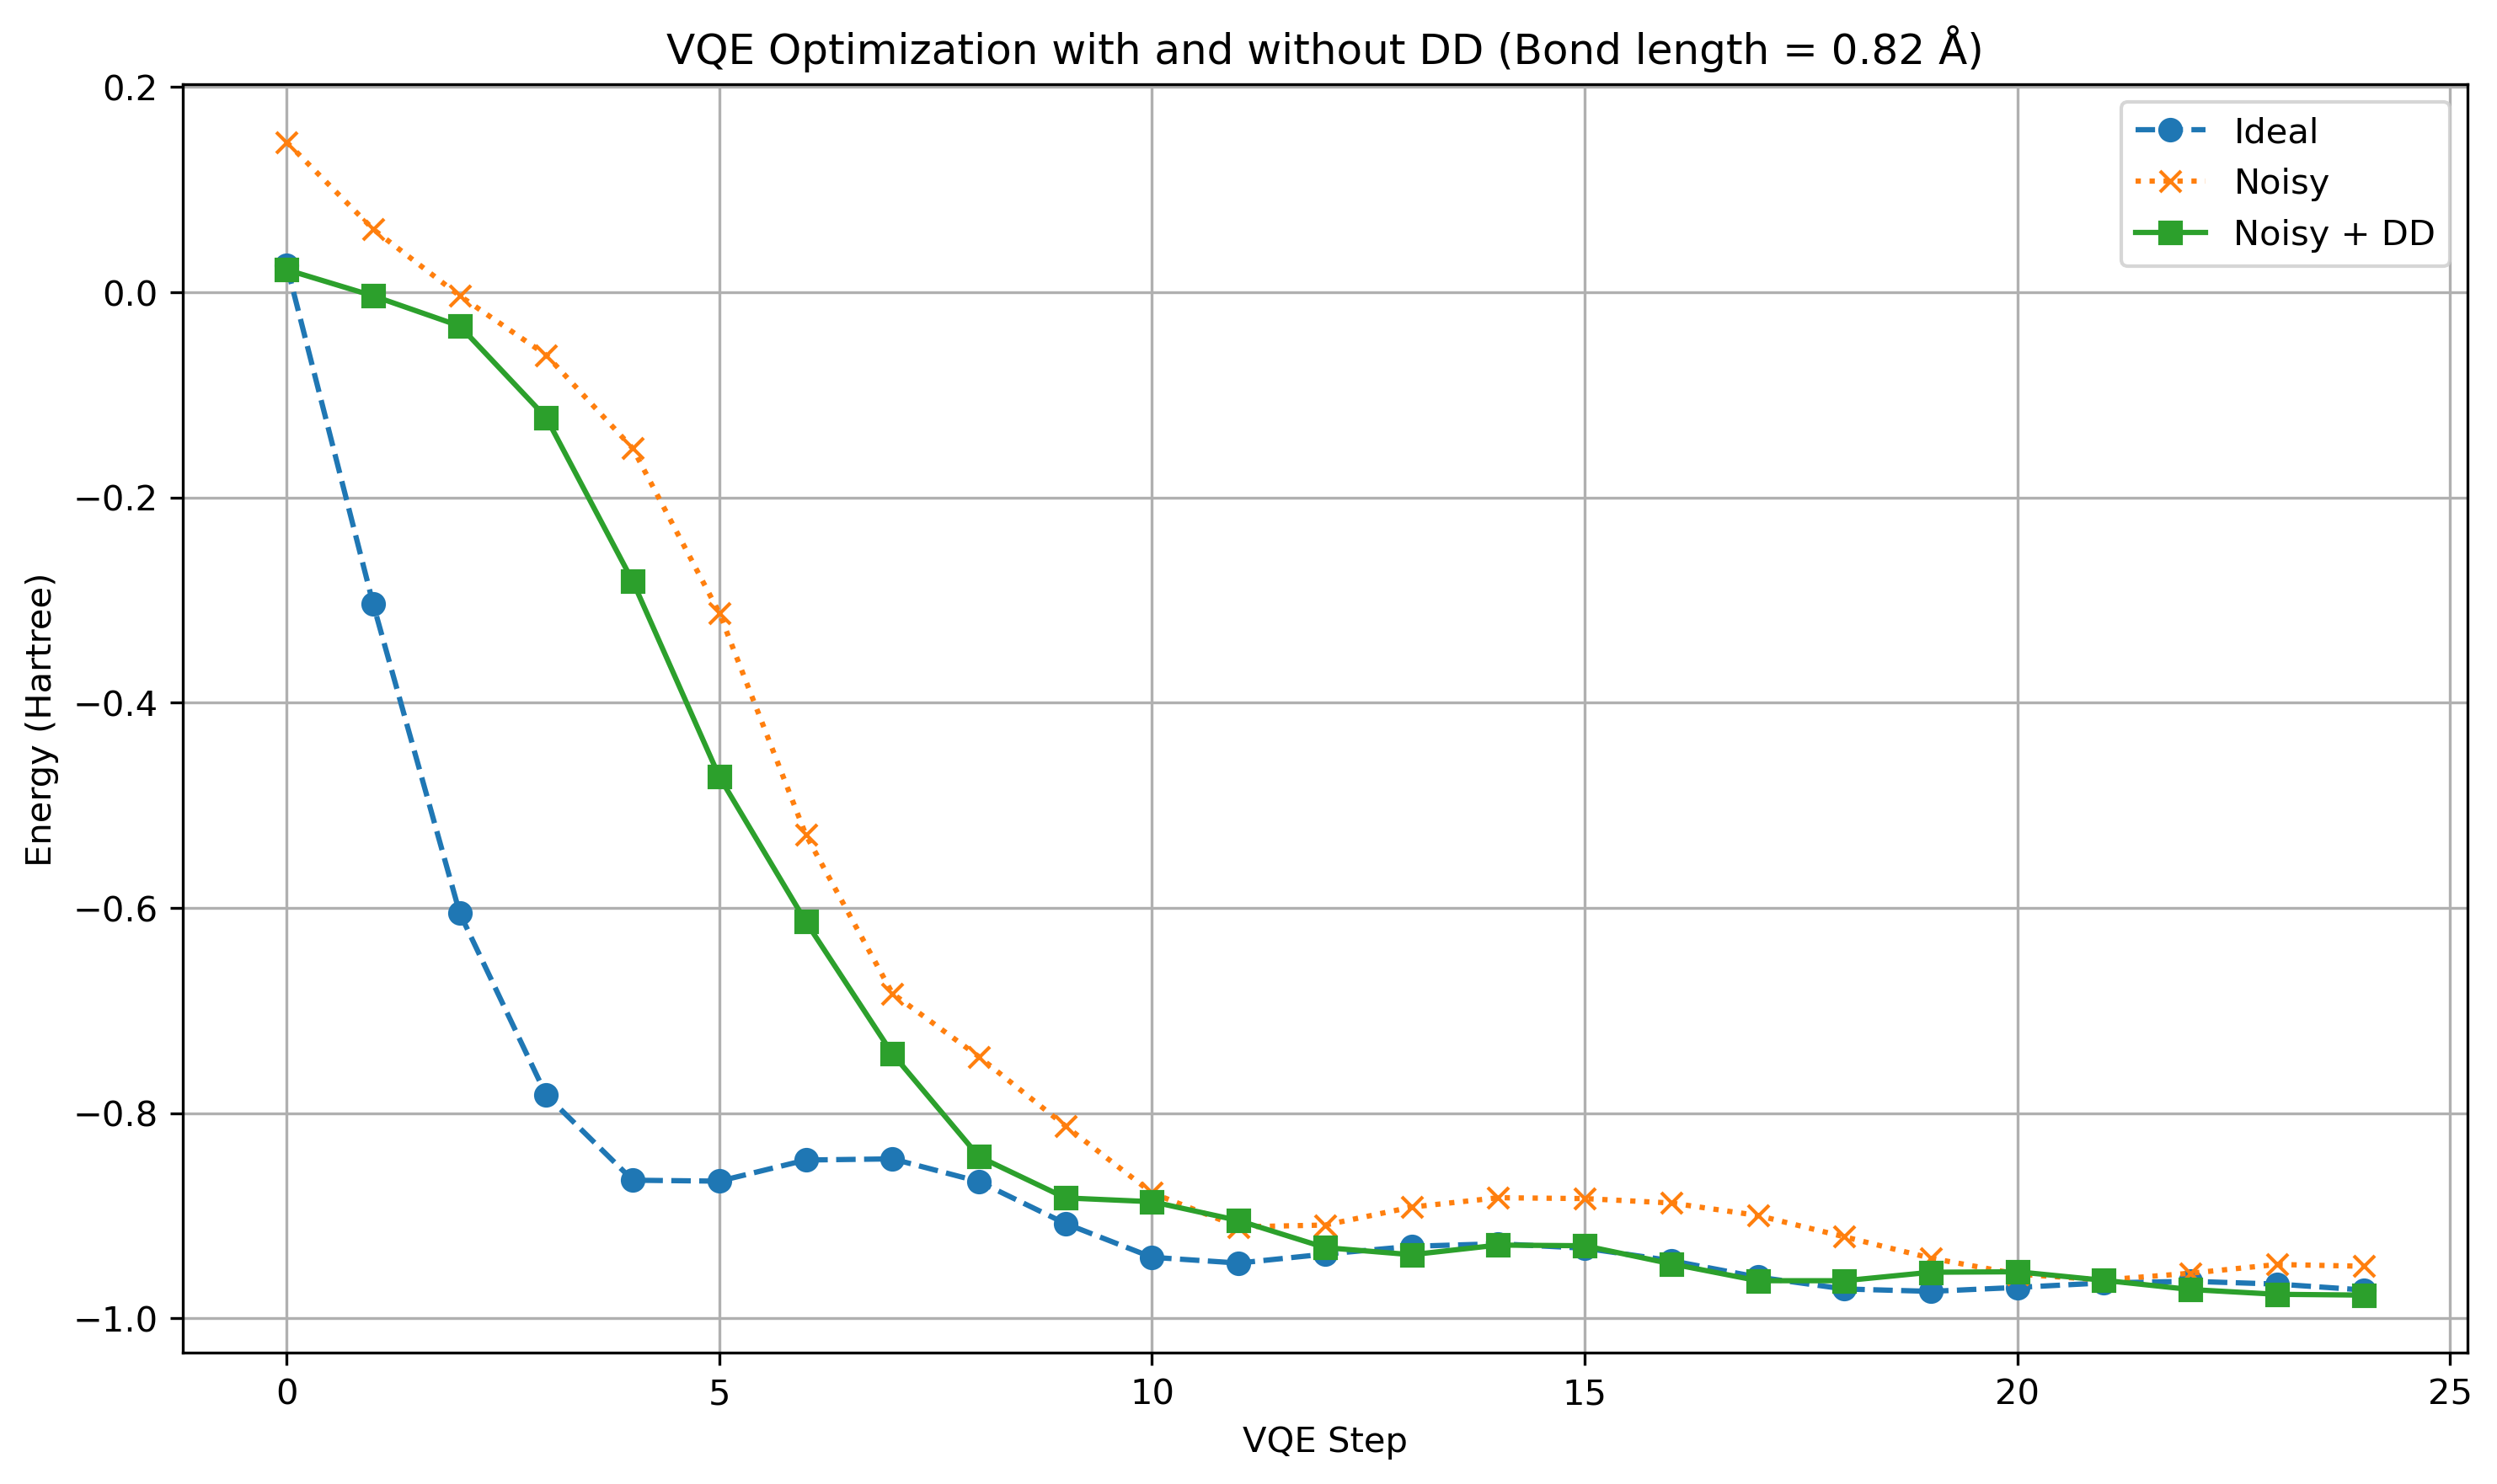 VQE Optimization with and without DD (Bond length = 0.82 Å)
Ideal
Noisy
Noisy + DD
Energy (Hartree)
0.2
0.0
−0.2
−0.4
−0.6
−0.8
−1.0
0 5 10 15 20 25
VQE Step